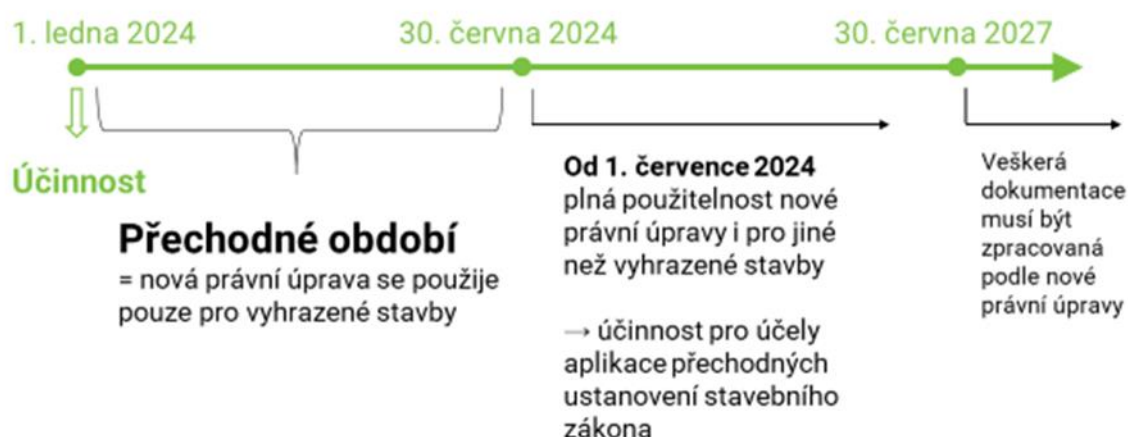 1. ledna 2024
30. června 2024
30. června 2027
Účinnost
Přechodné období
= nová právní úprava se použije
pouze pro vyhrazené stavby
Od 1. července 2024
plná použitelnost nové
právní úpravy i pro jiné
než vyhrazené stavby
→ účinnost pro účely
aplikace přechodných
ustanovení stavebního
zákona
Veškerá
dokumentace
musí být
zpracovaná
podle nové
právní úpravy